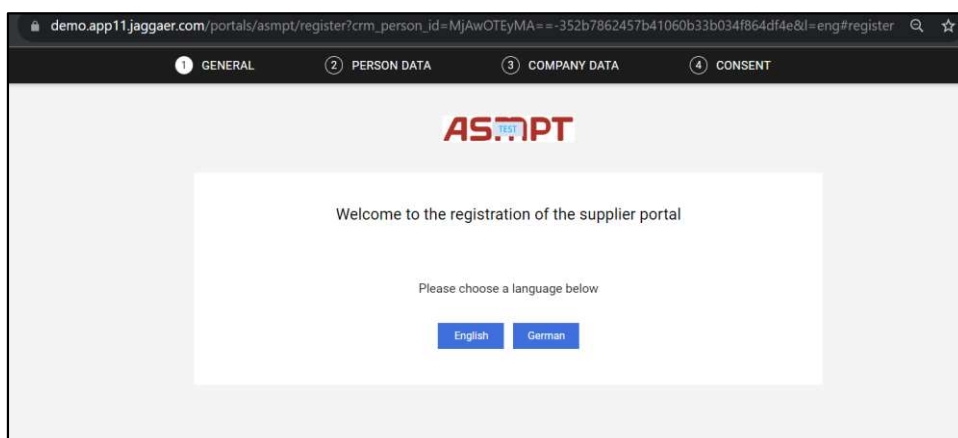 demo.app11.jaggaer.com/portals/asmpt/register?crm_person_id=MjAwOTEyMA==-352b7862457b41060b33b034f864df4e&l=eng#register
1 GENERAL 2 PERSON DATA 3 COMPANY DATA 4 CONSENT
ASMPT
TEST
Welcome to the registration of the supplier portal
Please choose a language below
English German